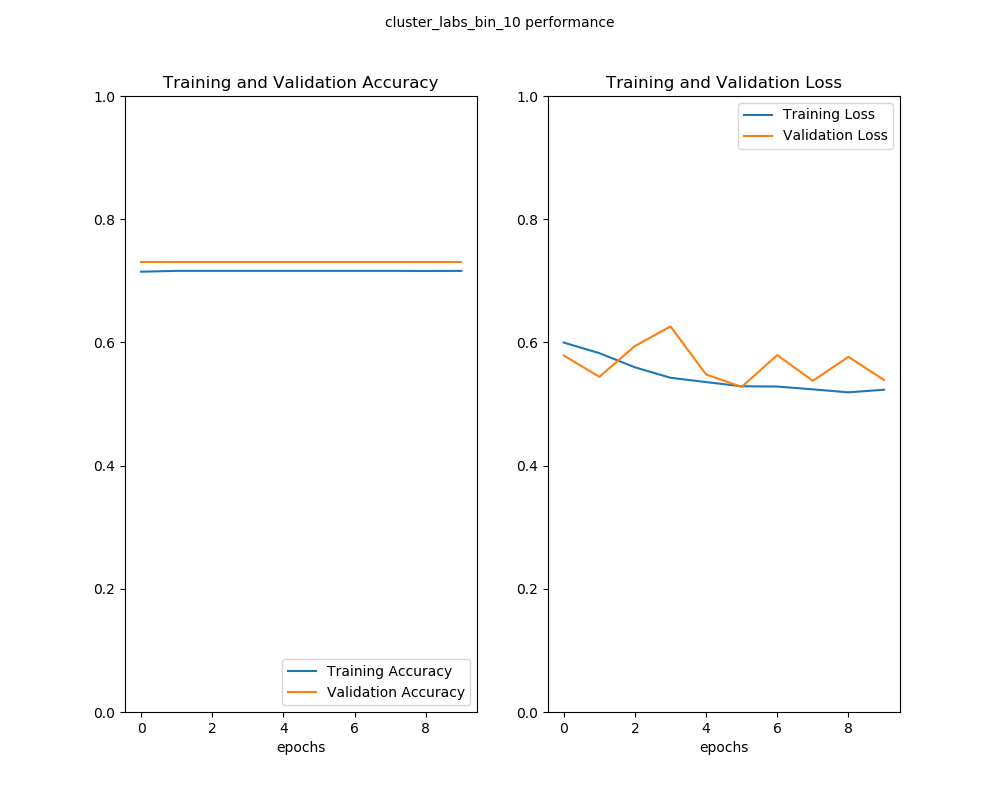 cluster_labs_bin_10 performance
Training and Validation Accuracy
1.0
0.8
0.6
0.4
0.2
0.0
0 2 4 6 8
epochs
Training Accuracy
Validation Accuracy
Training and Validation Loss
1.0
0.8
0.6
0.4
0.2
0.0
0 2 4 6 8
epochs
Training Loss
Validation Loss